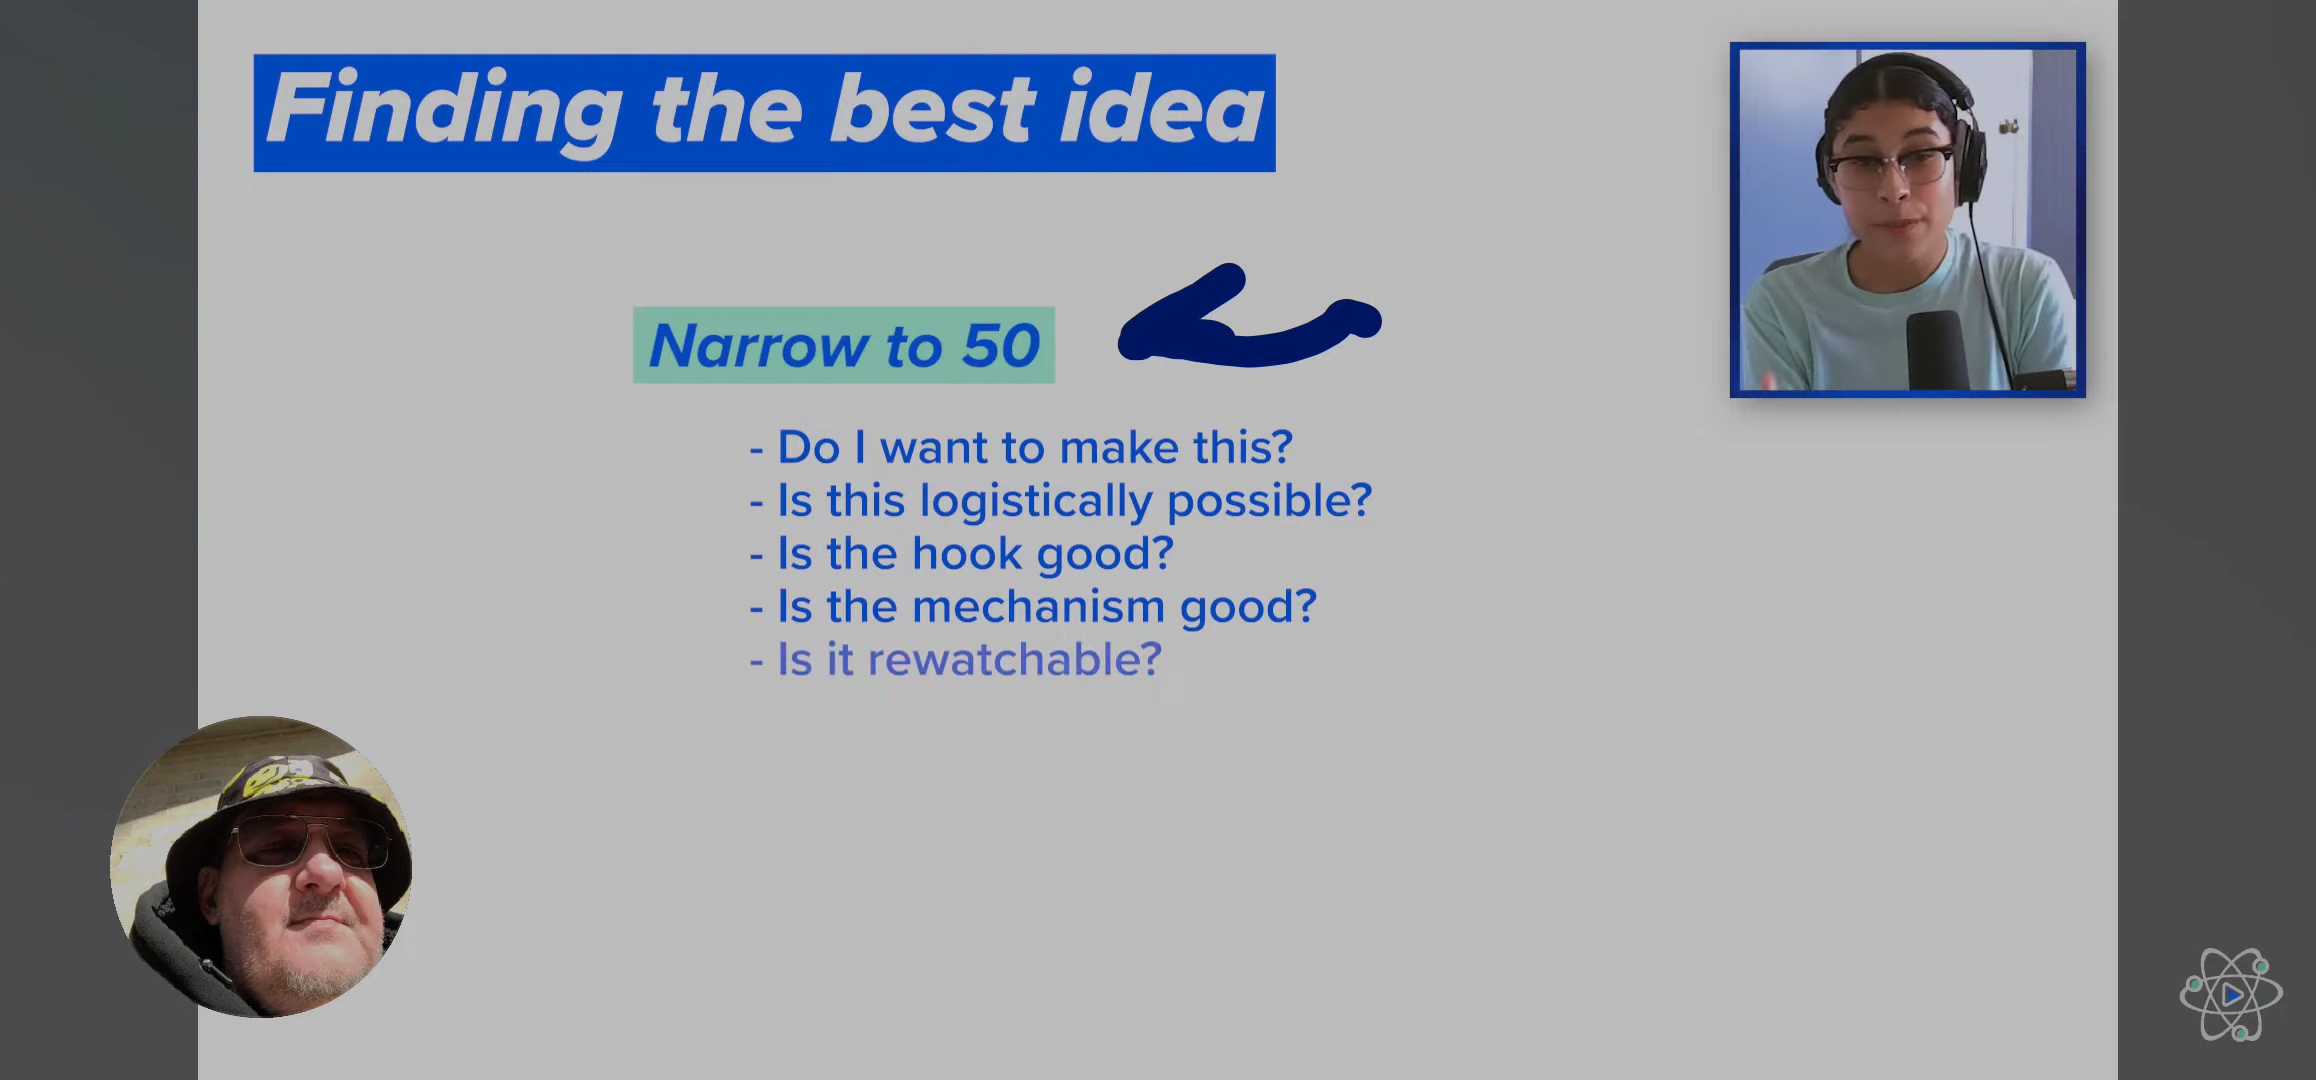 Finding the best idea
Narrow to 50
- Do I want to make this?
- Is this logistically possible?
- Is the hook good?
- Is the mechanism good?
- Is it rewatchable?